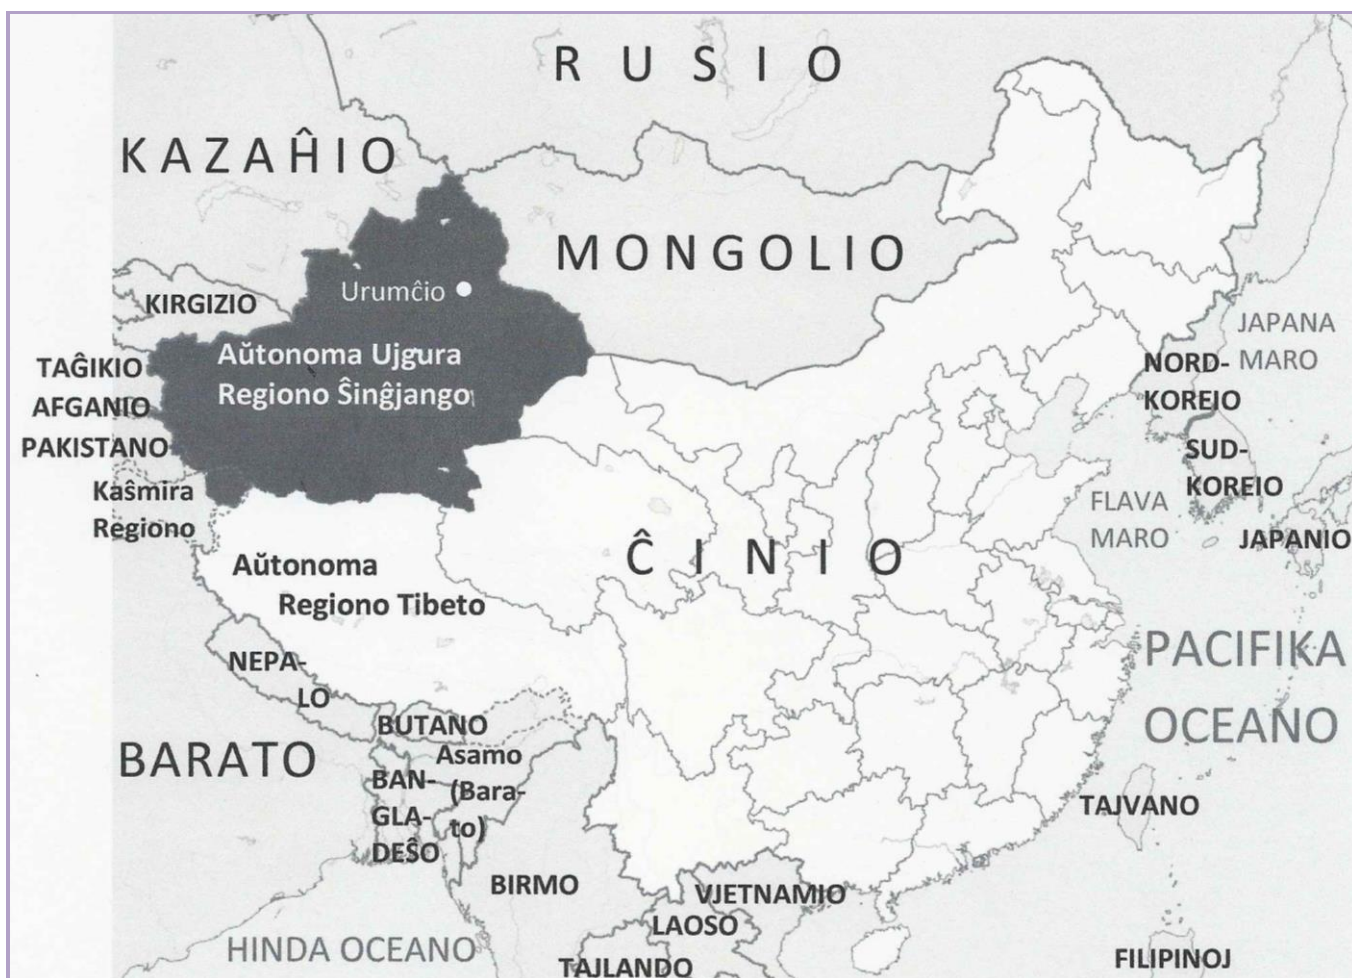 RUSIO
KAZAĤIO
MONGOLIO
Urumĉio
KIRGIZIO
JAPANA
MARO
Aŭtonoma Ujgura
Regiono Ŝinĝjango
TAĜIKIO
AFGANIO
PAKISTANO
NORD-
KOREIO
SUD-
KOREIO
Kaŝmira
Regiono
FLAVA
MARO
JAPANIO
ĈINIO
Aŭtonoma
Regiono Tibeto
NEPA-
LO
PACIFIKA
OCEANO
BUTANO
BARATO
Asamo
(Bara-
to)
BAN-
GLA-
DEŜO
TAJVANO
BIRMO
VJETNAMIO
LAOSO
HINDA OCEANO
TAJLANDO
FILIPINOJ